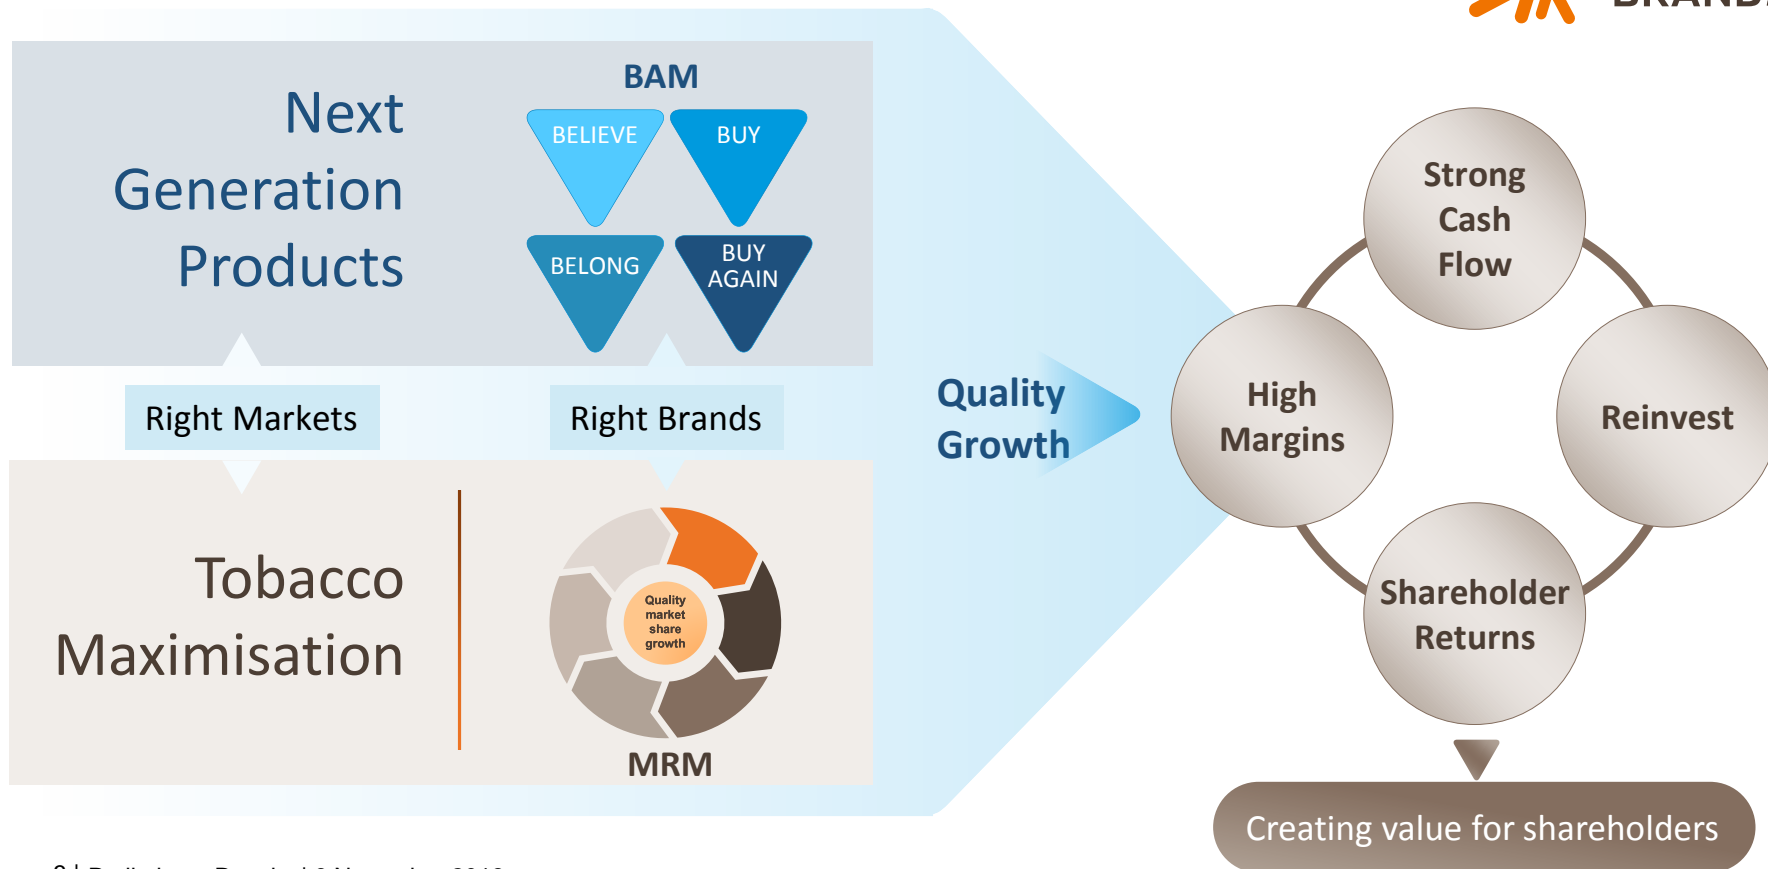 BRANDS
Next
Generation
Products
BAM
BELIEVE
BUY
BELONG
BUY
AGAIN
Right Markets
Right Brands
Tobacco
Maximisation
Quality
market
share
growth
MRM
Quality
Growth
Strong
Cash
Flow
High
Margins
Reinvest
Shareholder
Returns
Creating value for shareholders